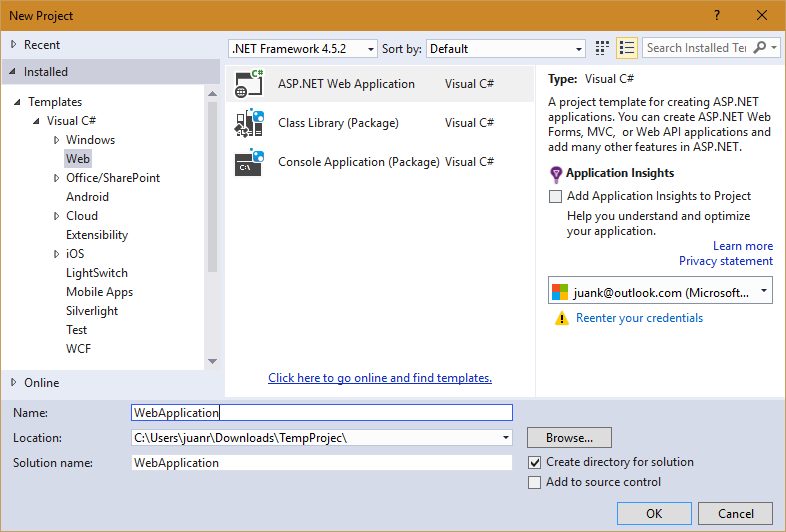 New Project
?
Recent
.NET Framework 4.5.2
Sort by:
Default
Search Installed Te
Installed
Templates
Visual C#
Windows
Web
Office/SharePoint
Android
Cloud
Extensibility
iOS
LightSwitch
Mobile Apps
Silverlight
Test
WCF
Online
C#
ASP.NET Web Application
Visual C#
Class Library (Package)
Visual C#
C:\
Console Application (Package)
Visual C#
Click here to go online and find templates.
Type: Visual C#
A project template for creating ASP.NET
applications. You can create ASP.NET Web
Forms, MVC, or Web API applications and
add many other features in ASP.NET.
Application Insights
Add Application Insights to Project
Help you understand and optimize
your application.
Learn more
Privacy statement
juank@outlook.com (Microsoft...
Reenter your credentials
Name:
WebApplication
Location:
C:\Users\juanr\Downloads\TempProjec\
Browse...
Solution name:
WebApplication
Create directory for solution
Add to source control
OK
Cancel